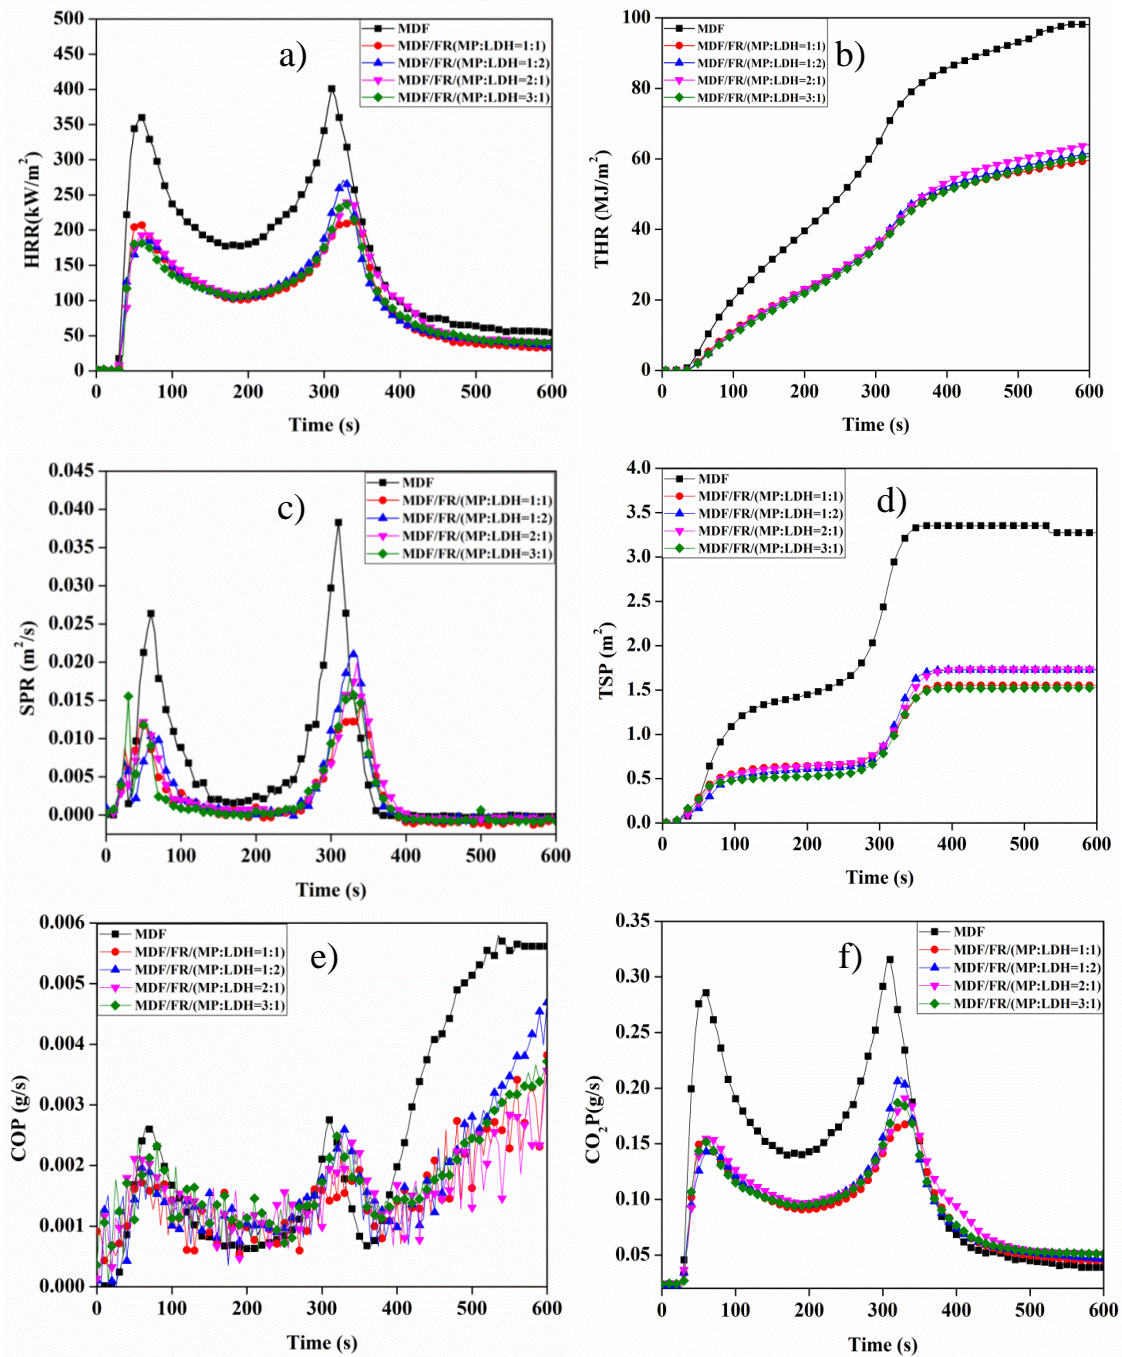 a)
500
450
400
350
300
250
200
150
100
50
0
HRR(kW/m²)
0 100 200 300 400 500 600
Time (s)
MDF
MDF/FR(MP:LDH=1:1)
MDF/FR/(MP:LDH=1:2)
MDF/FR/(MP:LDH=2:1)
MDF/FR/(MP:LDH=3:1)
b)
100
80
60
40
20
0
THR (MJ/m²)
0 100 200 300 400 500 600
Time (s)
MDF
MDF/FR(MP:LDH=1:1)
MDF/FR/(MP:LDH=1:2)
MDF/FR/(MP:LDH=2:1)
MDF/FR/(MP:LDH=3:1)
c)
0.045
0.040
0.035
0.030
0.025
0.020
0.015
0.010
0.005
0.000
SPR (m²/s)
0 100 200 300 400 500 600
Time (s)
MDF
MDF/FR/(MP:LDH=1:1)
MDF/FR/(MP:LDH=1:2)
MDF/FR/(MP:LDH=2:1)
MDF/FR/(MP:LDH=3:1)
d)
4.0
3.5
3.0
2.5
2.0
1.5
1.0
0.5
0.0
TSP (m²)
0 100 200 300 400 500 600
Time (s)
MDF
MDF/FR/(MP:LDH=1:1)
MDF/FR/(MP:LDH=1:2)
MDF/FR/(MP:LDH=2:1)
MDF/FR/(MP:LDH=3:1)
e)
0.006
0.005
0.004
0.003
0.002
0.001
0.000
COP (g/s)
0 100 200 300 400 500 600
Time (s)
MDF
MDF/FR/(MP:LDH=1:1)
MDF/FR/(MP:LDH=1:2)
MDF/FR/(MP:LDH=2:1)
MDF/FR/(MP:LDH=3:1)
f)
0.35
0.30
0.25
0.20
0.15
0.10
0.05
CO₂P(g/s)
0 100 200 300 400 500 600
Time (s)
MDF
MDF/FR/(MP:LDH=1:1)
MDF/FR/(MP:LDH=1:2)
MDF/FR/(MP:LDH=2:1)
MDF/FR/(MP:LDH=3:1)